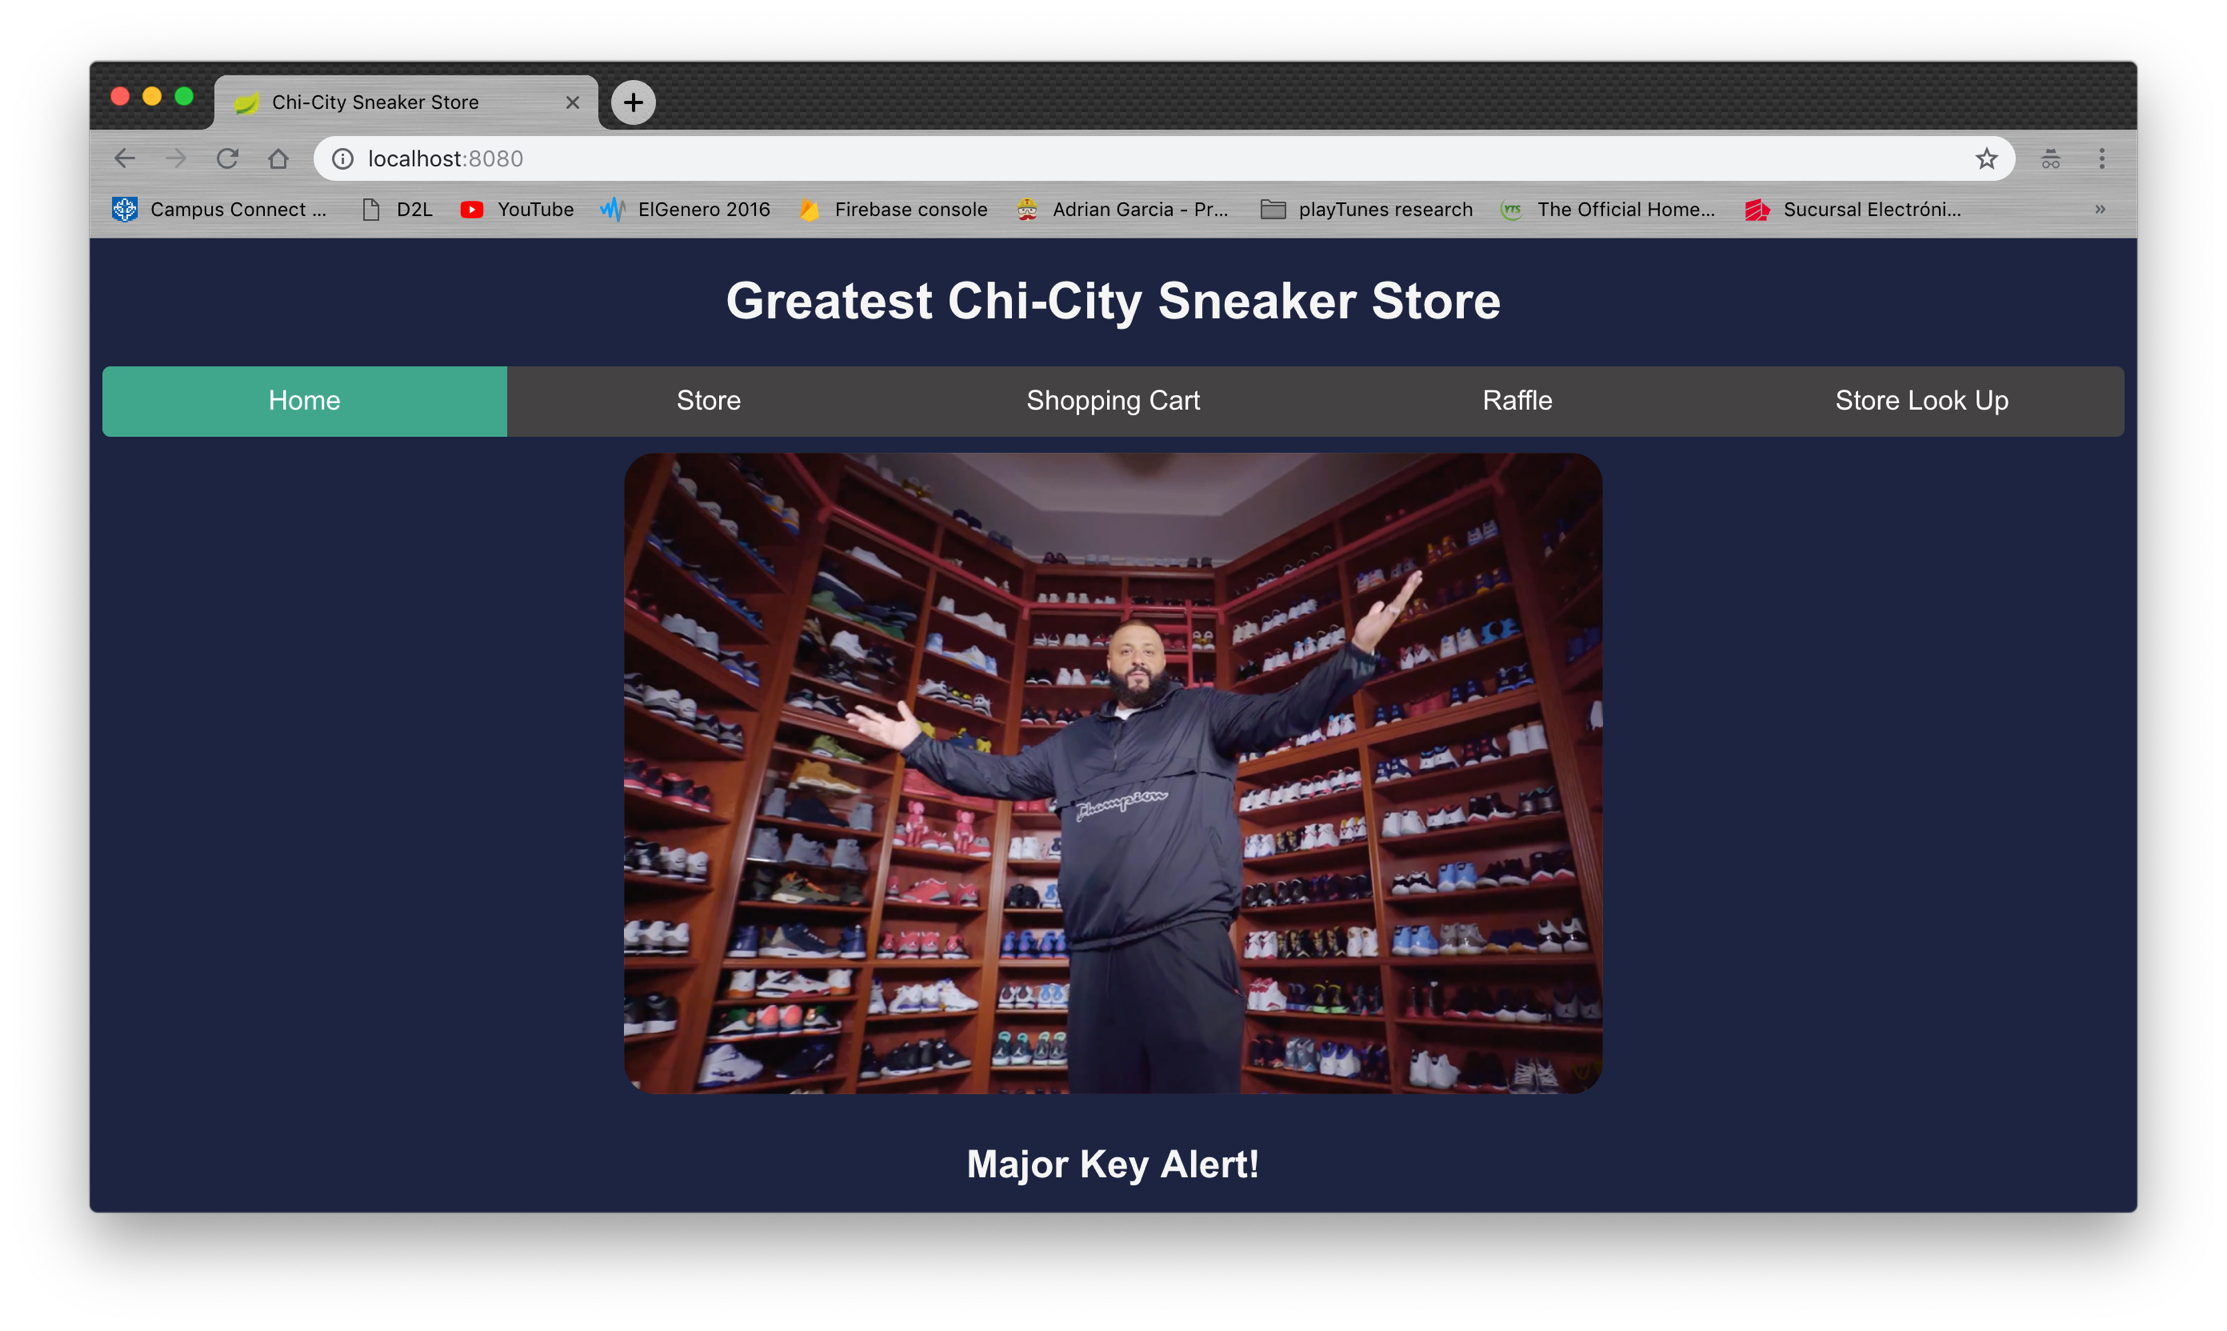 Chi-City Sneaker Store
localhost:8080
Campus Connect ... D2L YouTube ElGenero 2016 Firebase console Adrian Garcia - Pr... playTunes research YTS The Official Home... Sucursal Electróni... »
Greatest Chi-City Sneaker Store
Home Store Shopping Cart Raffle Store Look Up
Champion
Major Key Alert!